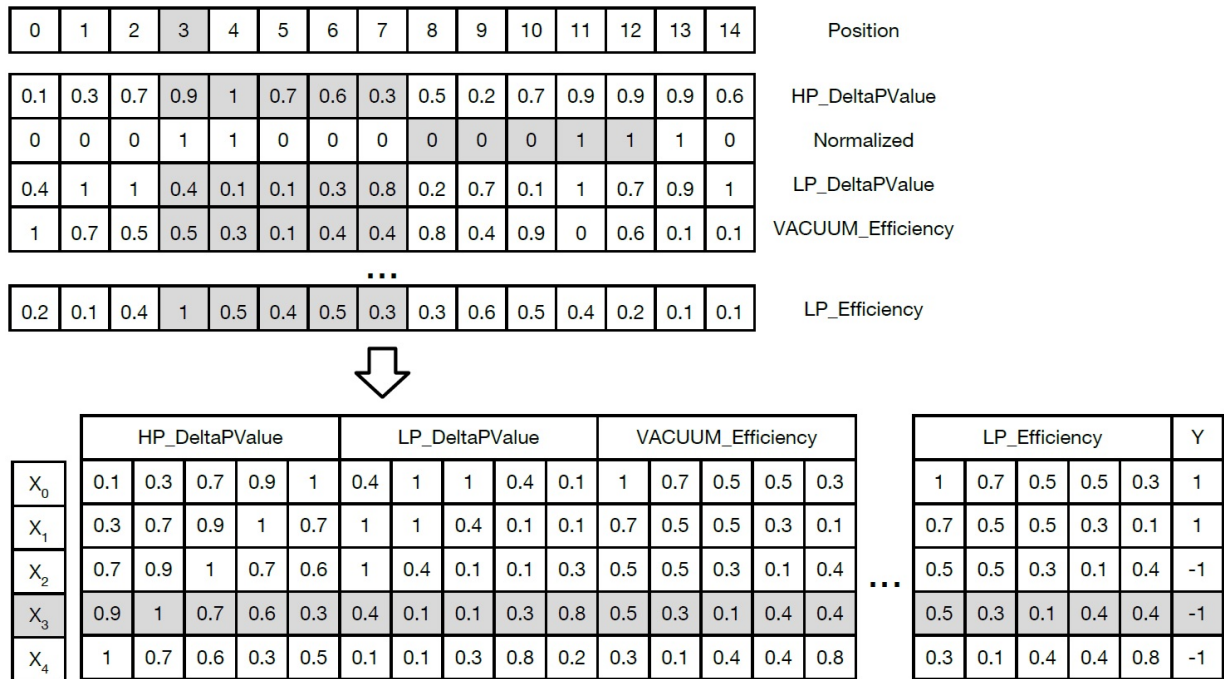 0 1 2 3 4 5 6 7 8 9 10 11 12 13 14 Position
0.1 0.3 0.7 0.9 1 0.7 0.6 0.3 0.5 0.2 0.7 0.9 0.9 0.9 0.6 HP_DeltaPValue
0 0 0 1 1 0 0 0 0 0 0 1 1 1 0 Normalized
0.4 1 1 0.4 0.1 0.1 0.3 0.8 0.2 0.7 0.1 1 0.7 0.9 1 LP_DeltaPValue
1 0.7 0.5 0.5 0.3 0.1 0.4 0.4 0.8 0.4 0.9 0 0.6 0.1 0.1 VACUUM_Efficiency
...
0.2 0.1 0.4 1 0.5 0.4 0.5 0.3 0.3 0.6 0.5 0.4 0.2 0.1 0.1 LP_Efficiency
HP_DeltaPValue LP_DeltaPValue VACUUM_Efficiency LP_Efficiency Y
X0 0.1 0.3 0.7 0.9 1 0.4 1 1 0.4 0.1 1 0.7 0.5 0.5 0.3 1 0.7 0.5 0.5 0.3 1
X1 0.3 0.7 0.9 1 0.7 1 1 0.4 0.1 0.1 0.7 0.5 0.5 0.3 0.1 0.7 0.5 0.5 0.3 0.1 1
X2 0.7 0.9 1 0.7 0.6 1 0.4 0.1 0.1 0.3 0.5 0.5 0.3 0.1 0.4 ... 0.5 0.5 0.3 0.1 0.4 -1
X3 0.9 1 0.7 0.6 0.3 0.4 0.1 0.1 0.3 0.8 0.5 0.3 0.1 0.4 0.4 0.5 0.3 0.1 0.4 0.4 -1
X4 1 0.7 0.6 0.3 0.5 0.1 0.1 0.3 0.8 0.2 0.3 0.1 0.4 0.4 0.8 0.3 0.1 0.4 0.4 0.8 -1